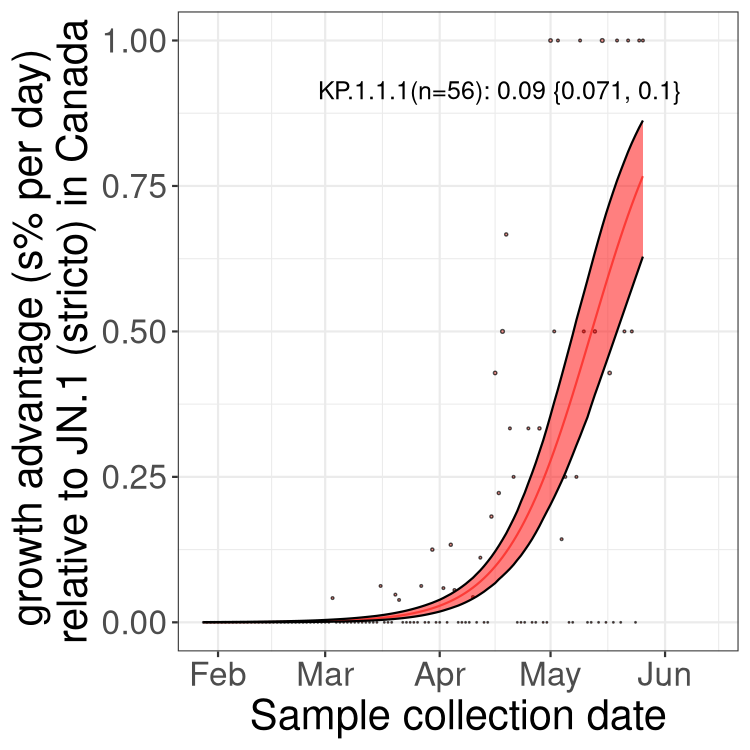 growth advantage (s% per day)
relative to JN.1 (stricto) in Canada
1.00
0.75
0.50
0.25
0.00
KP.1.1.1(n=56): 0.09 {0.071, 0.1}
Feb Mar Apr May Jun
Sample collection date